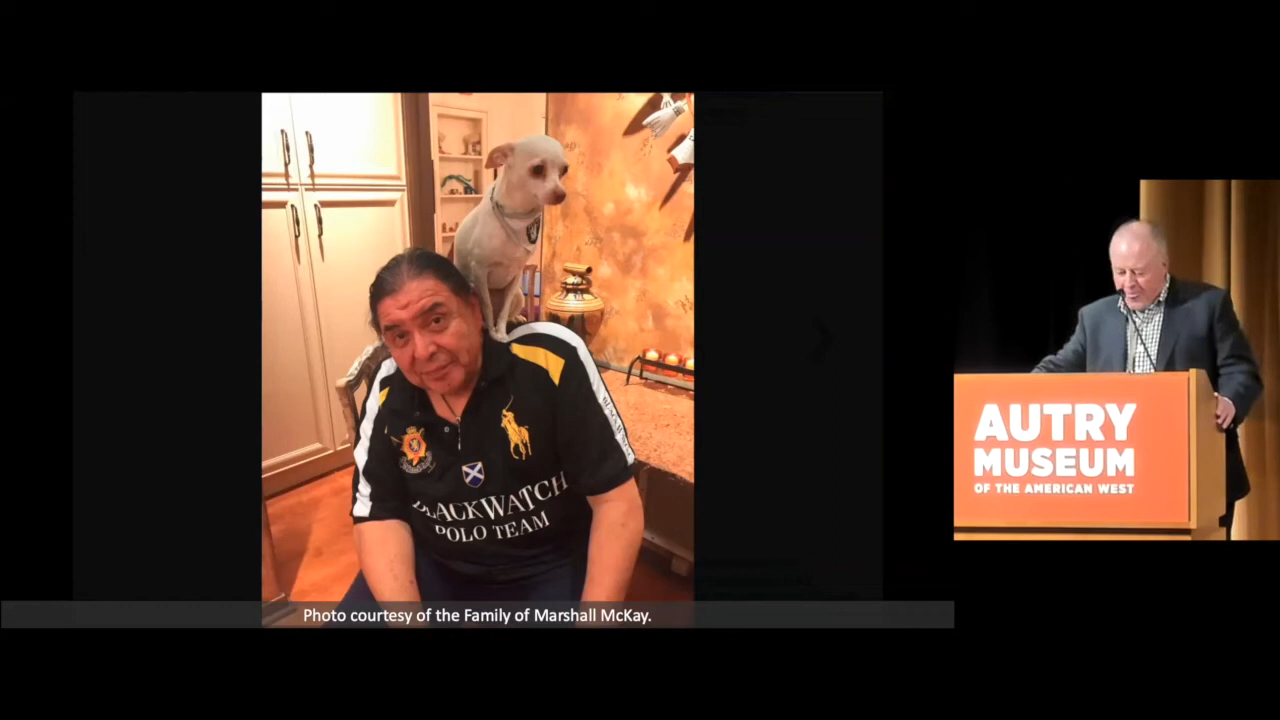 BLACKWATCH
POLO TEAM
Photo courtesy of the Family of Marshall McKay.
AUTRY
MUSEUM
OF THE AMERICAN WEST